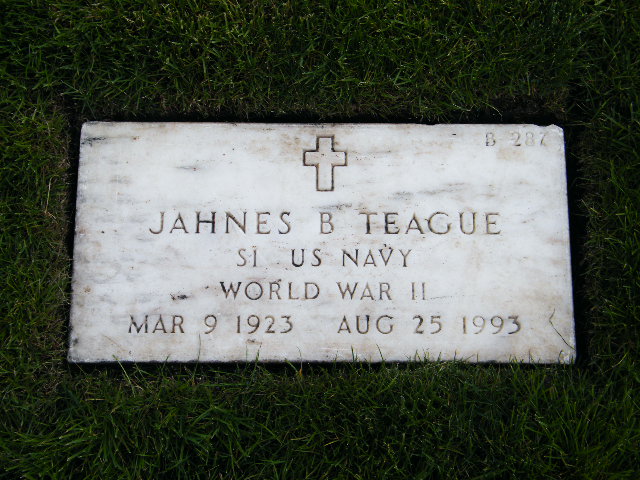 B 287
JAHNES B TEAGUE
S1 US NAVY
WORLD WAR II
MAR 9 1923 AUG 25 1993